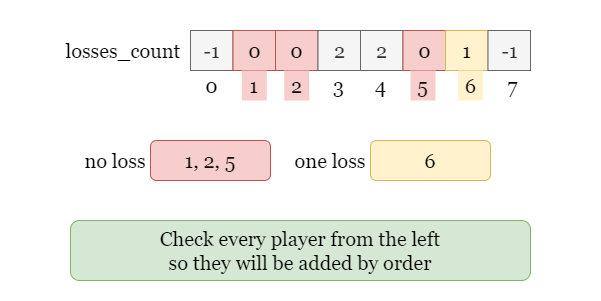 losses_count -1 0 0 2 2 0 1 -1
0 1 2 3 4 5 6 7
no loss 1, 2, 5 one loss 6
Check every player from the left
so they will be added by order